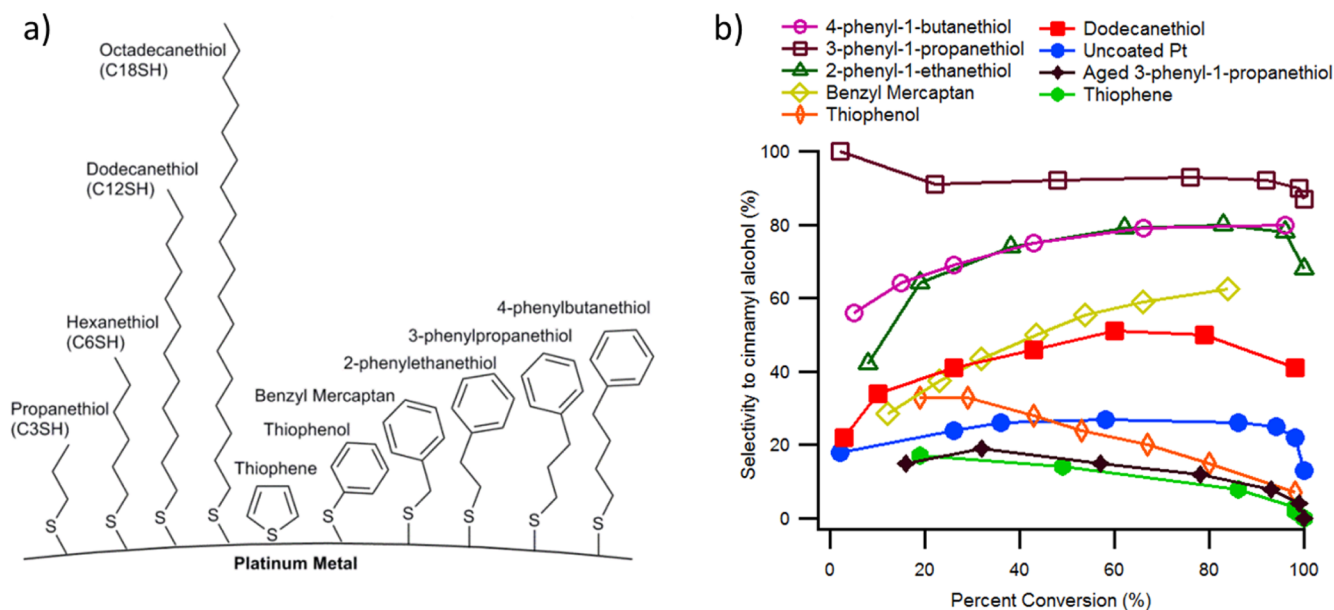 a)
Octadecanethiol
(C18SH)
Dodecanethiol
(C12SH)
Hexanethiol
(C6SH)
Propanethiol
(C3SH)
4-phenylbutanethiol
3-phenylpropanethiol
2-phenylethanethiol
Benzyl Mercaptan
Thiophenol
Thiophene
S
S
S
S
S
S
S
S
S
S
Platinum Metal
b)
4-phenyl-1-butanethiol
3-phenyl-1-propanethiol
2-phenyl-1-ethanethiol
Benzyl Mercaptan
Thiophenol
Dodecanethiol
Uncoated Pt
Aged 3-phenyl-1-propanethiol
Thiophene
Selectivity to cinnamyl alcohol (%)
100
80
60
40
20
0
0
20
40
60
80
100
Percent Conversion (%)